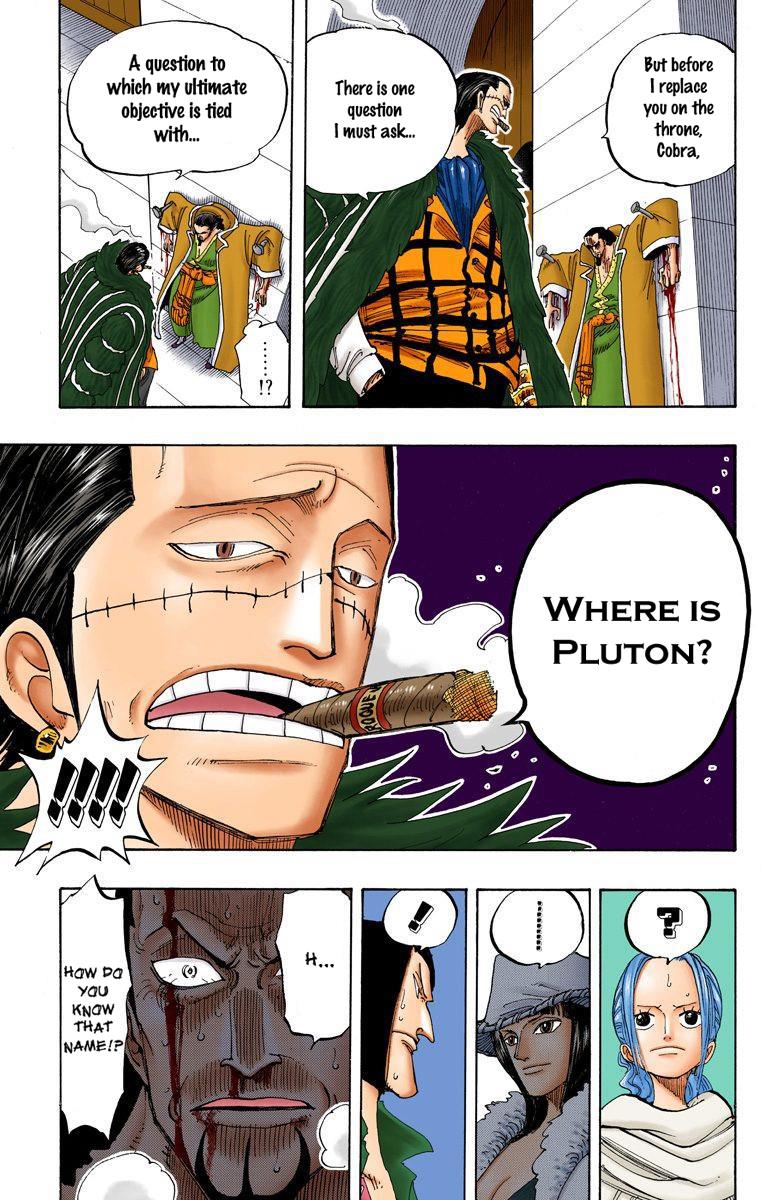 But before
I replace
you on the
throne,
Cobra,
There is one
question
I must ask...
A question to
which my ultimate
objective is tied
with...
......
!?
Where is
Pluton?
ROQUE
!!!!!
?
.........
!
H...
HOW DO
YOU
KNOW
THAT
NAME!?